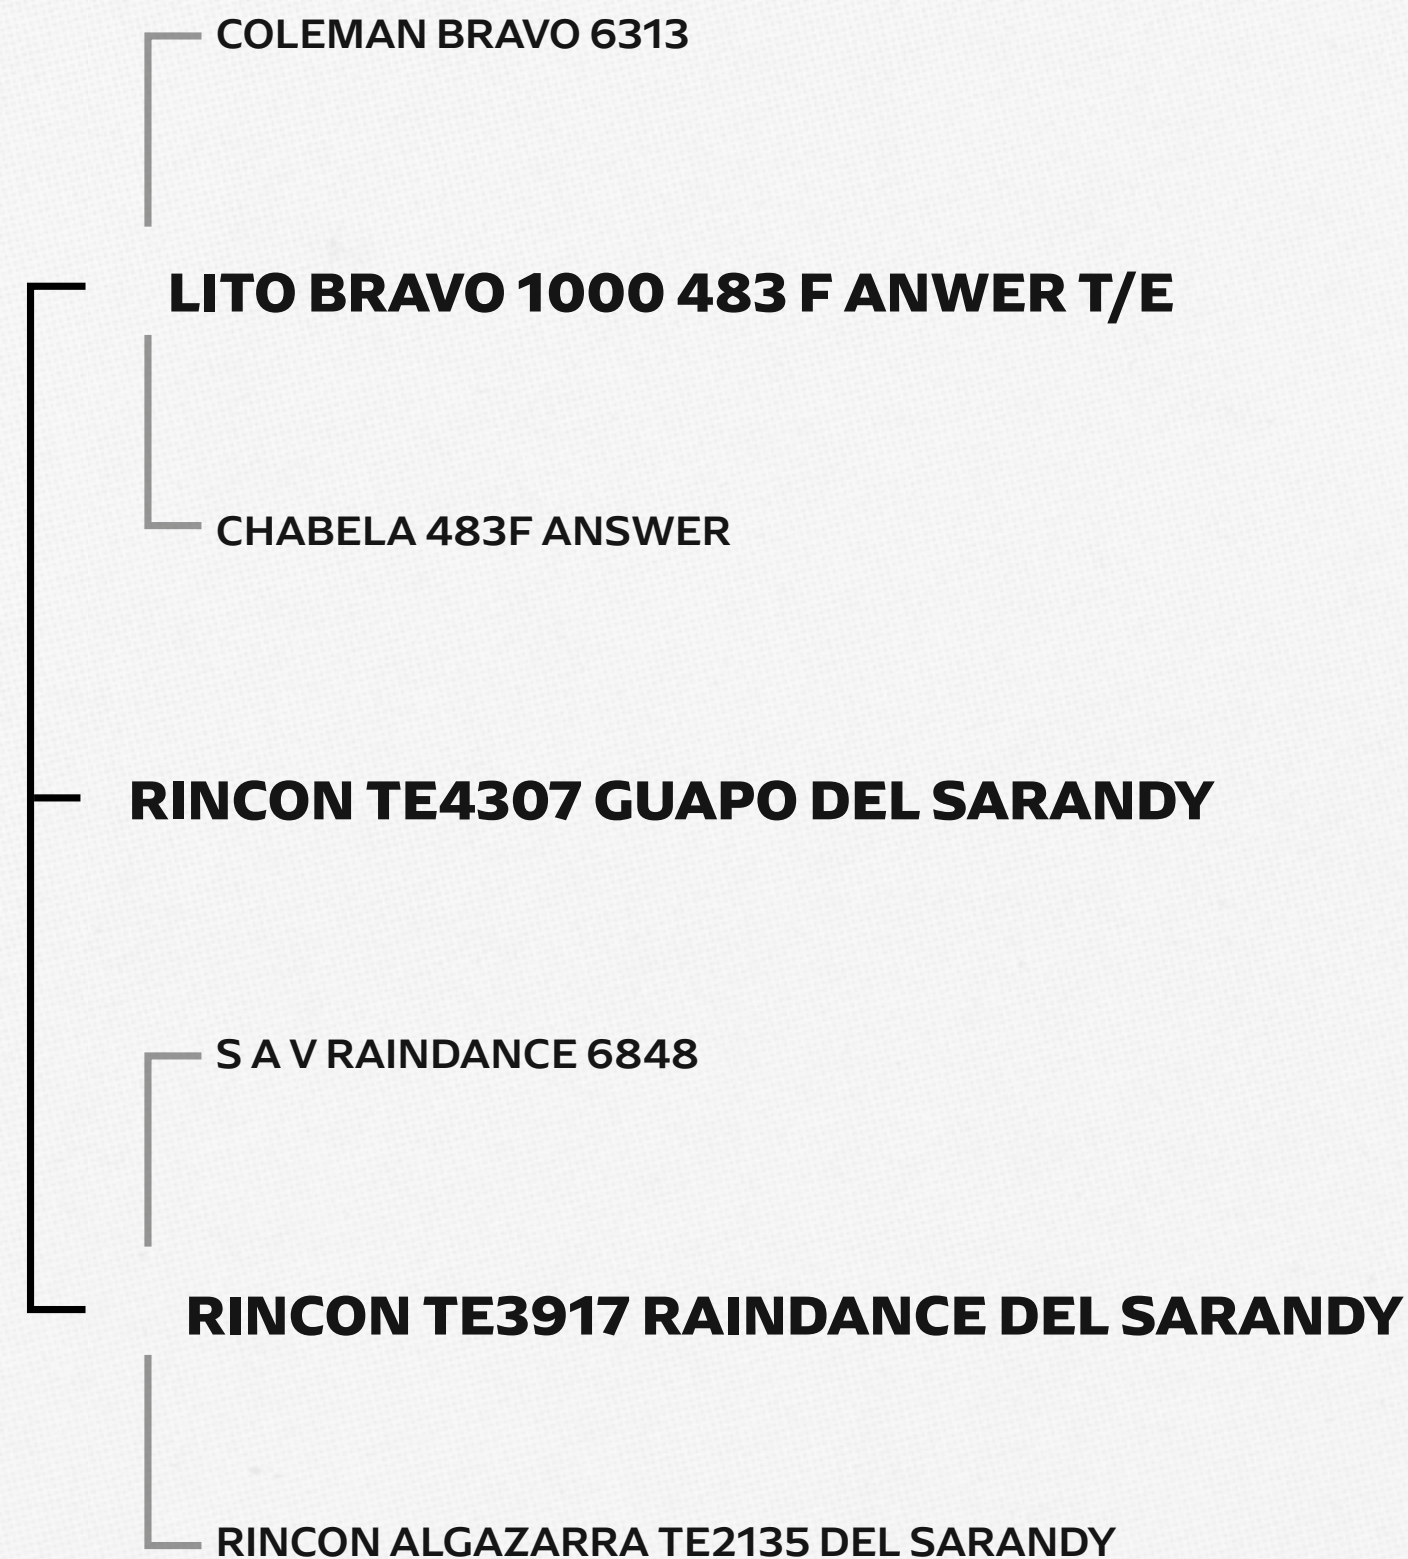 COLEMAN BRAVO 6313
LITO BRAVO 1000 483 F ANWER T/E
CHABELA 483F ANSWER
RINCON TE4307 GUAPO DEL SARANDY
S A V RAINDANCE 6848
RINCON TE3917 RAINDANCE DEL SARANDY
RINCON ALGAZARRA TE2135 DEL SARANDY